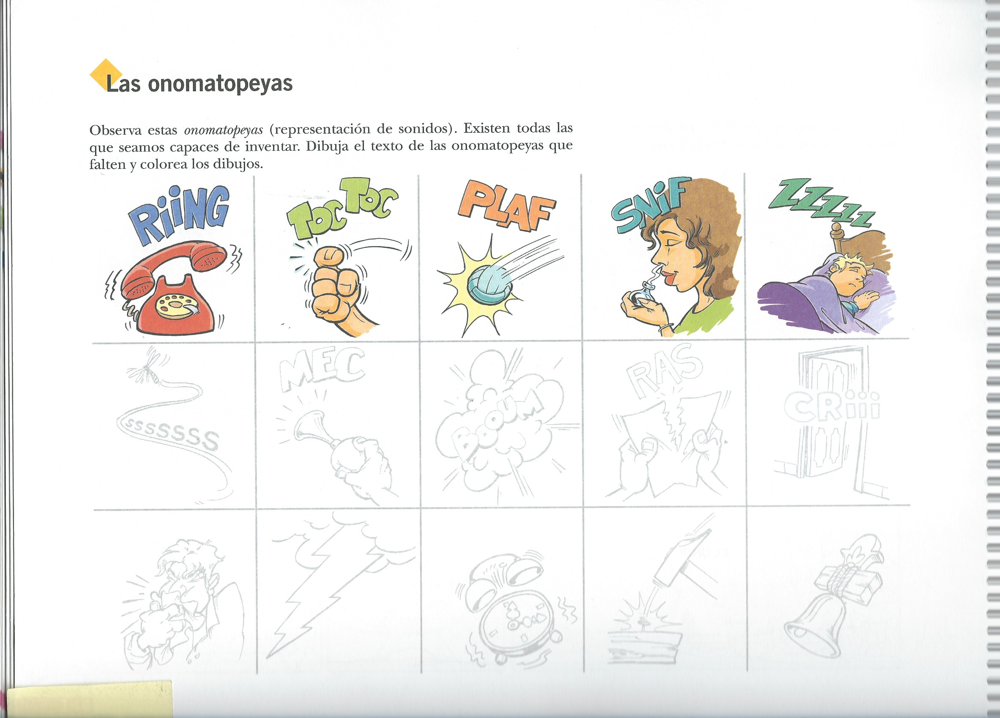 Las onomatopeyas
Observa estas onomatopeyas (representación de sonidos). Existen todas las
que seamos capaces de inventar. Dibuja el texto de las onomatopeyas que
falten y colorea los dibujos.
RiiNG
TOC TOC
PLAF
SNiF
ZZZZZ
sssssss
MEC
BOOUM
RAS
CRiii